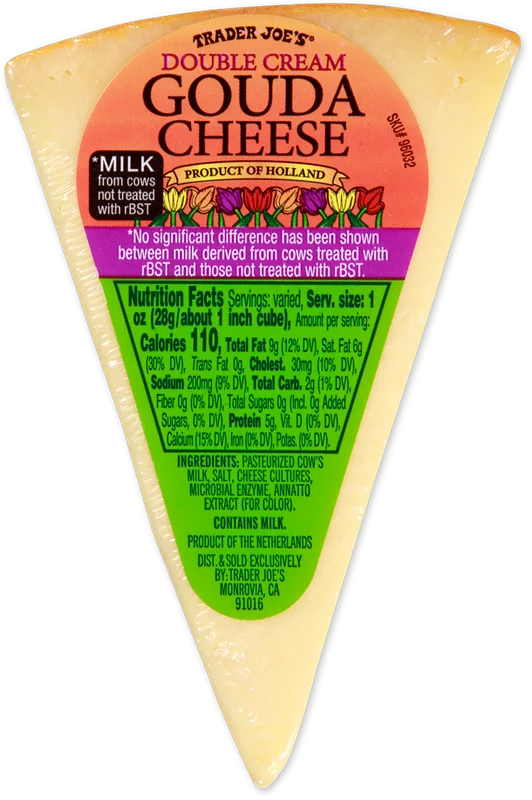 TRADER JOE'S®
DOUBLE CREAM
GOUDA
CHEESE
PRODUCT OF HOLLAND
SKU# 96032
*MILK
from cows
not treated
with rBST
*No significant difference has been shown
between milk derived from cows treated with
rBST and those not treated with rBST.
Nutrition Facts Servings: varied, Serv. size: 1
oz (28g/about 1 inch cube), Amount per serving:
Calories 110, Total Fat 9g (12% DV), Sat. Fat 6g
(30% DV), Trans Fat 0g, Cholest. 30mg (10% DV),
Sodium 200mg (9% DV), Total Carb. 2g (1% DV),
Fiber 0g (0% DV), Total Sugars 0g (Incl. 0g Added
Sugars, 0% DV), Protein 5g, Vit. D (0% DV),
Calcium (15% DV), Iron (0% DV), Potas. (0% DV).
INGREDIENTS: PASTEURIZED COW'S
MILK, SALT, CHEESE CULTURES,
MICROBIAL ENZYME, ANNATTO
EXTRACT (FOR COLOR).
CONTAINS MILK.
PRODUCT OF THE NETHERLANDS
DIST. & SOLD EXCLUSIVELY
BY: TRADER JOE'S
MONROVIA, CA
91016